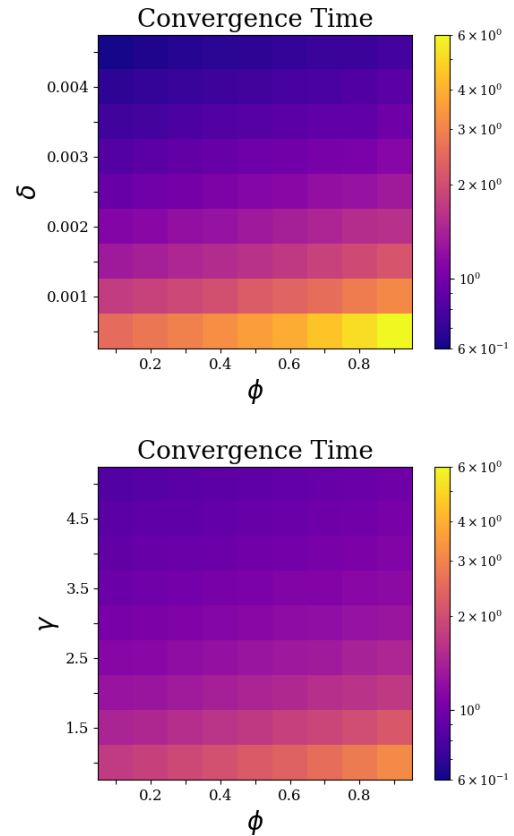 Convergence Time
0.004
0.003
0.002
0.001
δ
0.2 0.4 0.6 0.8
ϕ
6 × 10⁰
4 × 10⁰
3 × 10⁰
2 × 10⁰
10⁰
6 × 10⁻¹
Convergence Time
4.5
3.5
2.5
1.5
γ
0.2 0.4 0.6 0.8
ϕ
6 × 10⁰
4 × 10⁰
3 × 10⁰
2 × 10⁰
10⁰
6 × 10⁻¹